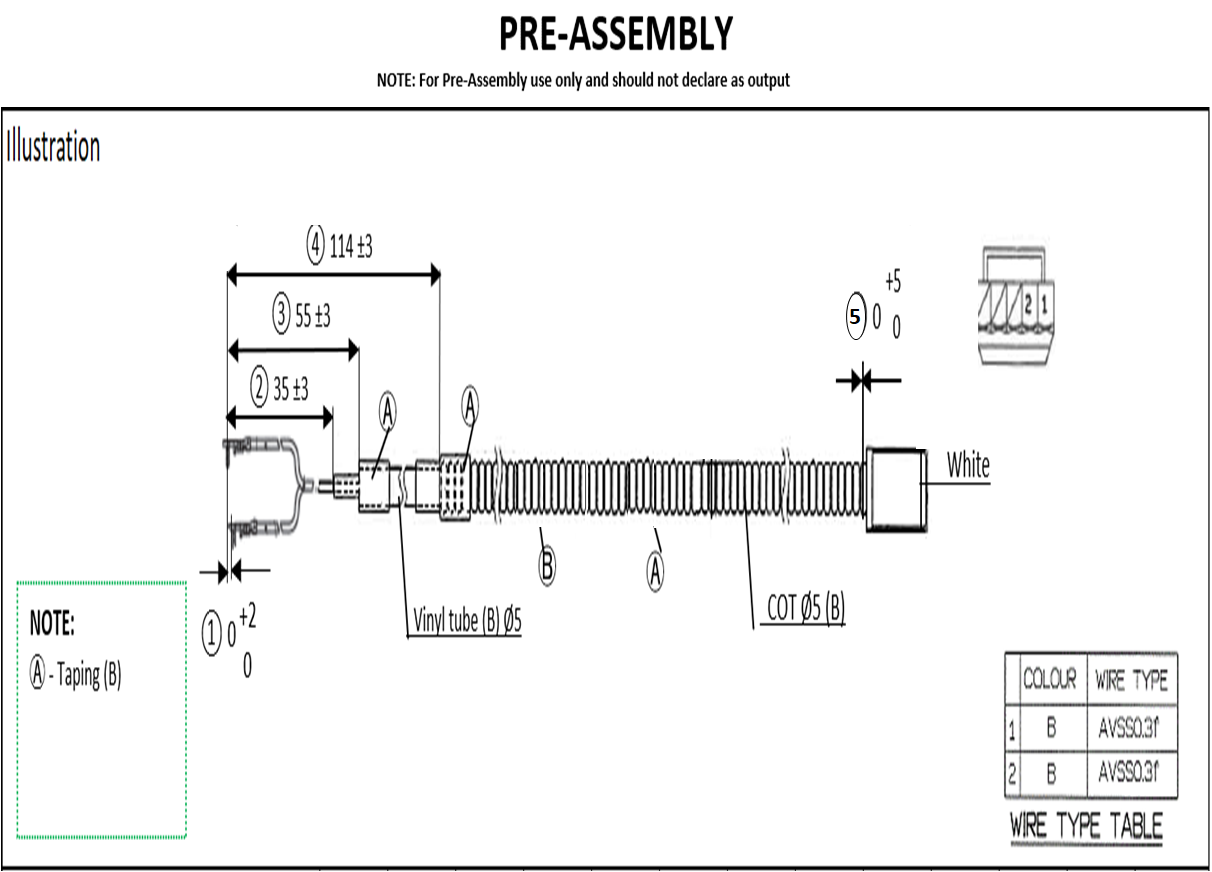 PRE-ASSEMBLY
NOTE: For Pre-Assembly use only and should not declare as output
Illustration
④ 114 ±3
③ 55 ±3
② 35 ±3
⑤ 0 +5 0
2 1
A
A
White
B
A
Vinyl tube (B) Ø5
COT Ø5 (B)
① 0 +2 0
NOTE:
Ⓐ - Taping (B)
COLOUR WIRE TYPE
1 B AVSS0.3f
2 B AVSS0.3f
WIRE TYPE TABLE